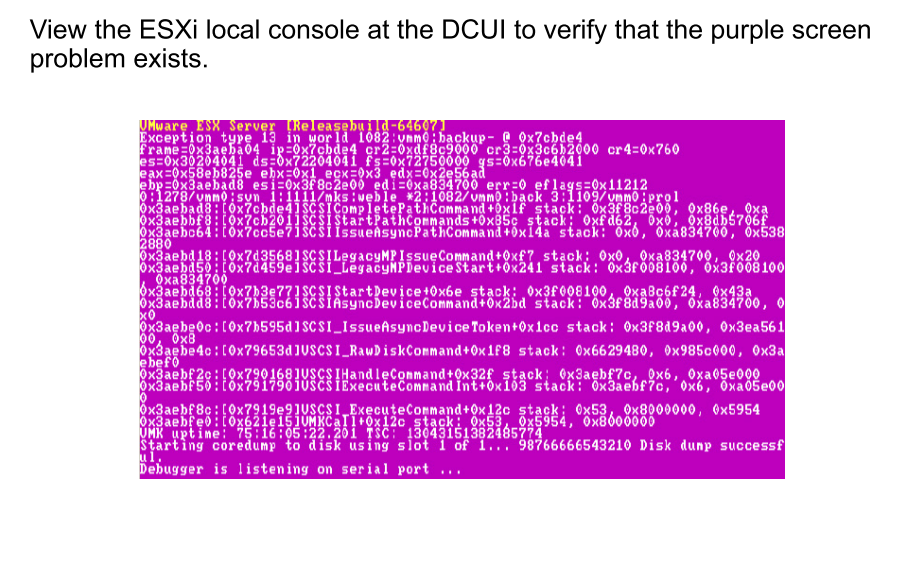 View the ESXi local console at the DCUI to verify that the purple screen
problem exists.
VMware ESX Server [Releasebuild-64607]
Exception type 13 in world 1082:vmm0:backup- @ 0x7cbde4
frame=0x3aeba04 ip=0x7cbde4 cr2=0xdf8c9000 cr3=0x3c6b2000 cr4=0x760
es=0x30204041 ds=0x72204041 fs=0x72750000 gs=0x676e4041
eax=0x58eb825e ebx=0x1 ecx=0x3 edx=0x2e56ad
ebp=0x3aebad8 esi=0x3f8c2e00 edi=0xa834700 err=0 eflags=0x11212
0:1278/vmm0:syn 1:1111/mks:weble *2:1082/vmm0:back 3:1109/vmm0:prol
0x3aebad8:[0x7cbde4]SCSICompletePathCommand+0x1f stack: 0x3f8c2e00, 0x86e, 0xa
0x3aebbf8:[0x7cb201]SCSIStartPathCommands+0x85c stack: 0xfd62, 0x0, 0x8db6706f
0x3aebc64:[0x7cc5e7]SCSIIssueAsyncPathCommand+0x14a stack: 0x0, 0xa834700, 0x538
2880
0x3aebd18:[0x7d3568]SCSILegacyMPIssueCommand+0xf7 stack: 0x0, 0xa834700, 0x20
0x3aebd50:[0x7d459e]SCSI_LegacyMPDeviceStart+0x241 stack: 0x3f008100, 0x3f008100
, 0xa834700
0x3aebd68:[0x7b3e77]SCSIStartDevice+0x6e stack: 0x3f008100, 0xa8c6f24, 0x43a
0x3aebdd8:[0x7b53c6]SCSIAsyncDeviceCommand+0x2bd stack: 0x3f8d9a00, 0xa834700, 0
x0
0x3aebe0c:[0x7b595d]SCSI_IssueAsyncDeviceToken+0x1cc stack: 0x3f8d9a00, 0x3ea561
00, 0x8
0x3aebe4c:[0x79653d]VSCSI_RawDiskCommand+0x1f8 stack: 0x6629480, 0x985c000, 0x3a
ebef0
0x3aebf2c:[0x790168]VSCSIHandleCommand+0x32f stack: 0x3aebf7c, 0x6, 0xa05e000
0x3aebf50:[0x791790]VSCSIExecuteCommandInt+0x103 stack: 0x3aebf7c, 0x6, 0xa05e00
0
0x3aebf8c:[0x7919e9]VSCSI_ExecuteCommand+0x12c stack: 0x53, 0x8000000, 0x5954
0x3aebfe0:[0x621e15]VMKCall+0x12c stack: 0x53, 0x5954, 0x8000000
VMK uptime: 75:16:05:22.201 TSC: 13043151382485774
Starting coredump to disk using slot 1 of 1... 98766666543210 Disk dump successf
ul.
Debugger is listening on serial port ...